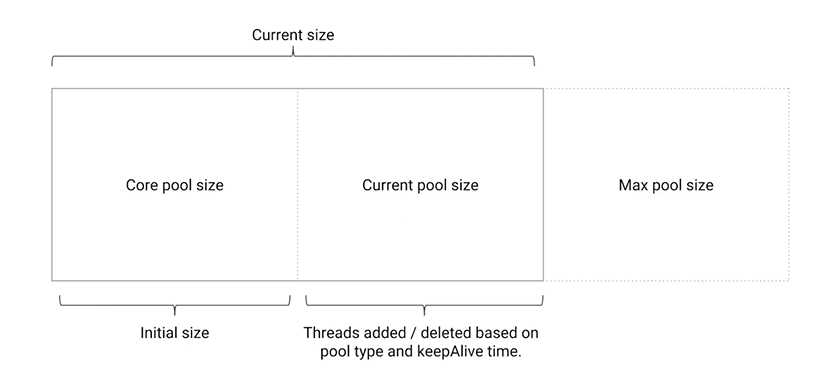 Current size
Core pool size
Current pool size
Max pool size
Initial size
Threads added / deleted based on
pool type and keepAlive time.